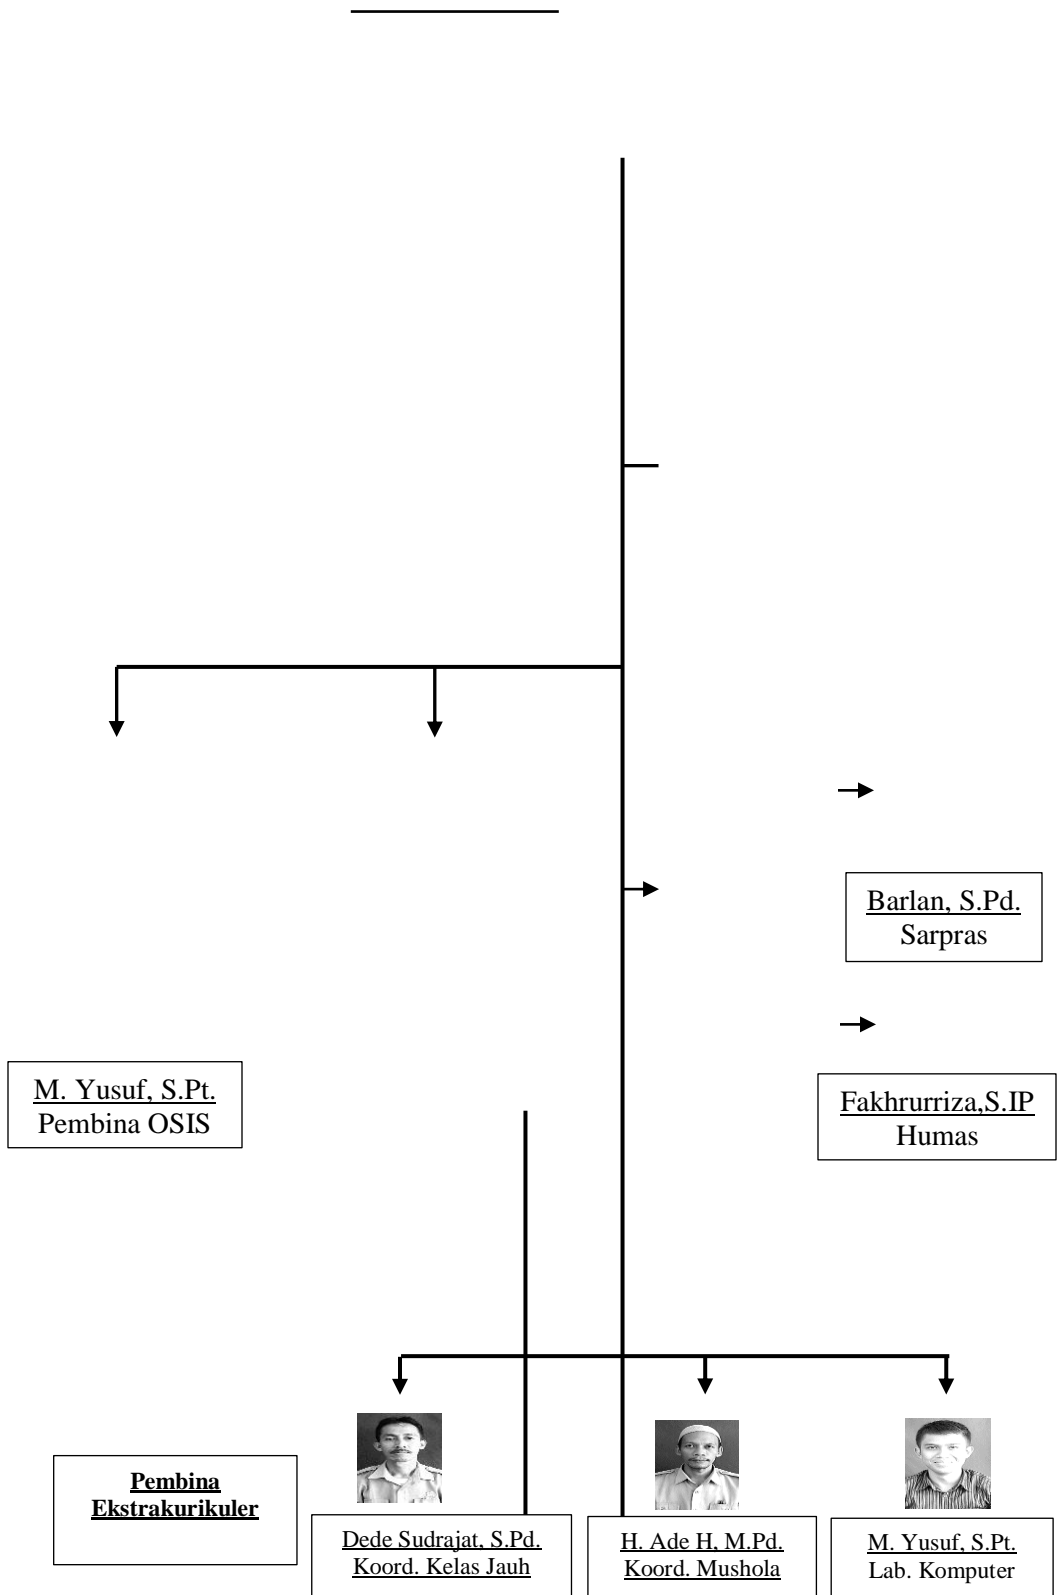 Barlan, S.Pd.
Sarpras
M. Yusuf, S.Pt.
Pembina OSIS
Fakhrurriza,S.IP
Humas
Pembina
Ekstrakurikuler
Dede Sudrajat, S.Pd.
Koord. Kelas Jauh
H. Ade H, M.Pd.
Koord. Mushola
M. Yusuf, S.Pt.
Lab. Komputer